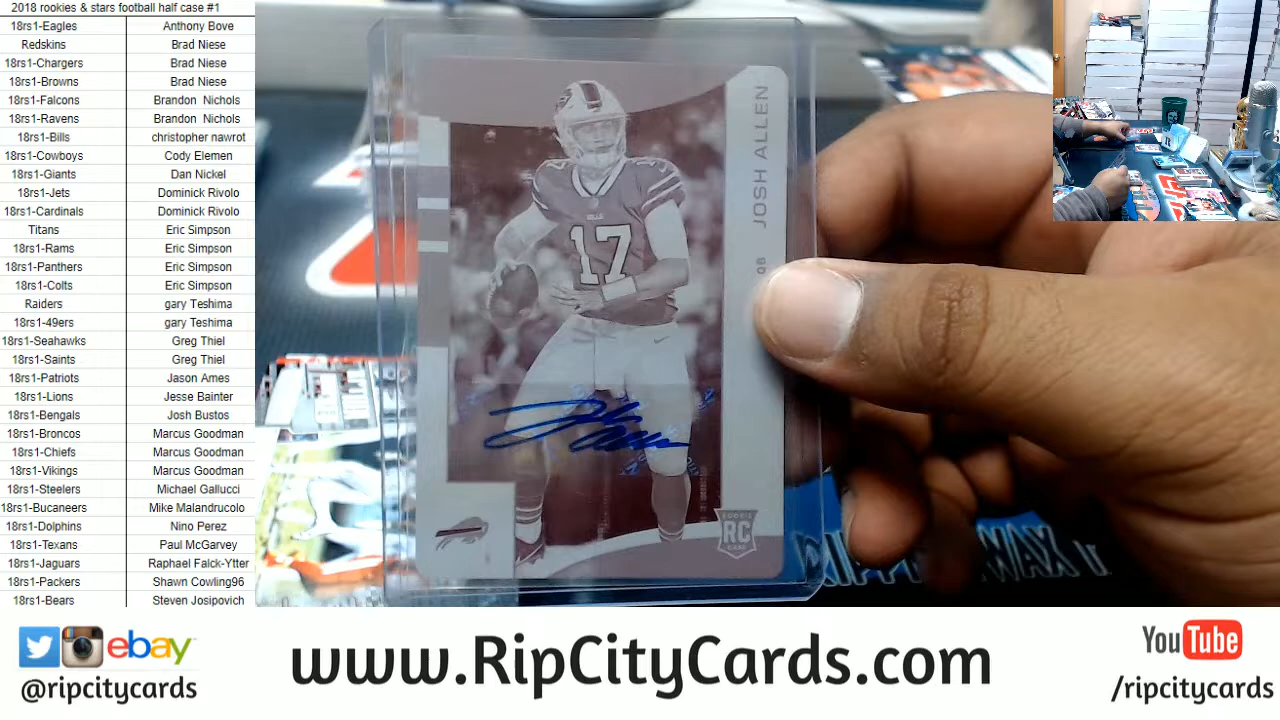 2018 rookies & stars football half case #1
18rs1-Eagles Anthony Bove
Redskins Brad Niese
18rs1-Chargers Brad Niese
18rs1-Browns Brad Niese
18rs1-Falcons Brandon Nichols
18rs1-Ravens Brandon Nichols
18rs1-Bills christopher nawrot
18rs1-Cowboys Cody Elemen
18rs1-Giants Dan Nickel
18rs1-Jets Dominick Rivolo
18rs1-Cardinals Dominick Rivolo
Titans Eric Simpson
18rs1-Rams Eric Simpson
18rs1-Panthers Eric Simpson
18rs1-Colts Eric Simpson
Raiders gary Teshima
18rs1-49ers gary Teshima
18rs1-Seahawks Greg Thiel
18rs1-Saints Greg Thiel
18rs1-Patriots Jason Ames
18rs1-Lions Jesse Bainter
18rs1-Bengals Josh Bustos
18rs1-Broncos Marcus Goodman
18rs1-Chiefs Marcus Goodman
18rs1-Vikings Marcus Goodman
18rs1-Steelers Michael Gallucci
18rs1-Bucaneers Mike Malandrucolo
18rs1-Dolphins Nino Perez
18rs1-Texans Paul McGarvey
18rs1-Jaguars Raphael Falck-Ytter
18rs1-Packers Shawn Cowling96
18rs1-Bears Steven Josipovich
JOSH ALLEN
QB
BILLS
17
ROOKIE
RC
CARD
WAX
ebay
@ripcitycards
www.RipCityCards.com
YouTube
/ripcitycards